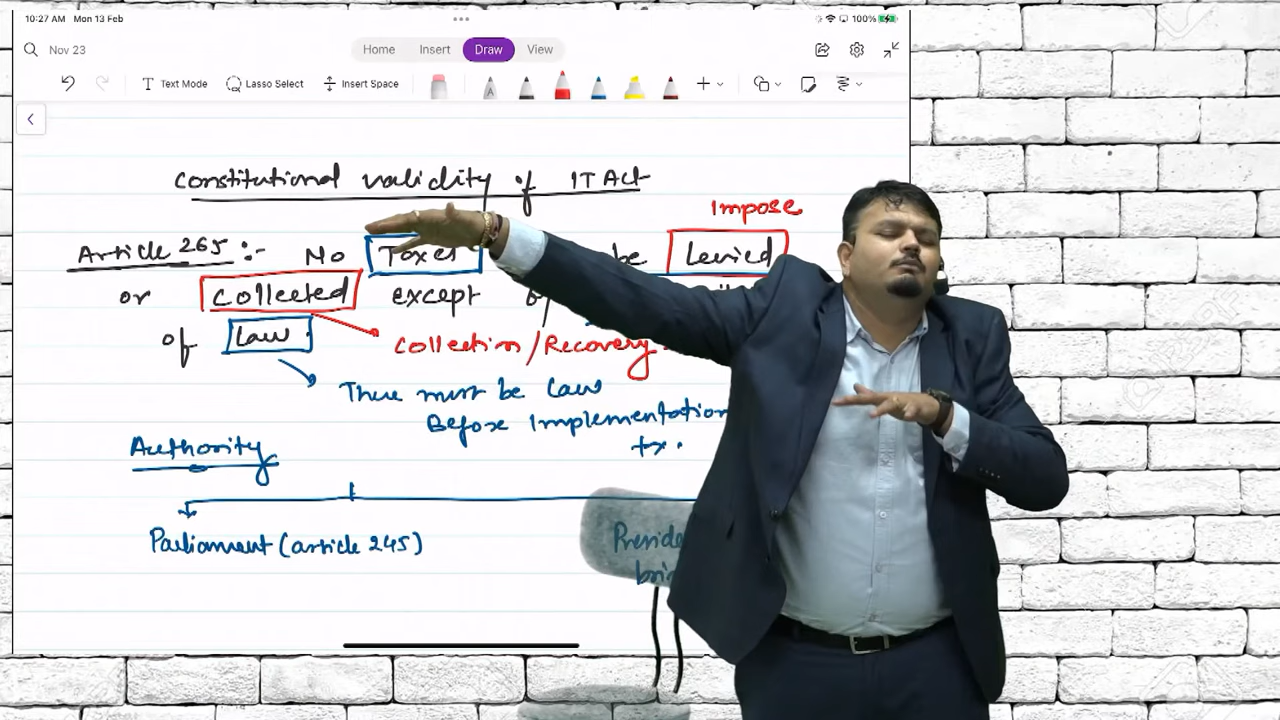 10:27 AM Mon 13 Feb
100%
Nov 23
Home Insert Draw View
Text Mode Lasso Select Insert Space
Constitutional validity of IT Act
Impose
Article 265 :- No Taxes be Levied
or Collected except
of Law.
Collection/Recovery
There must be Law
Before Implementation
tx.
Authority
Parliament (article 245)